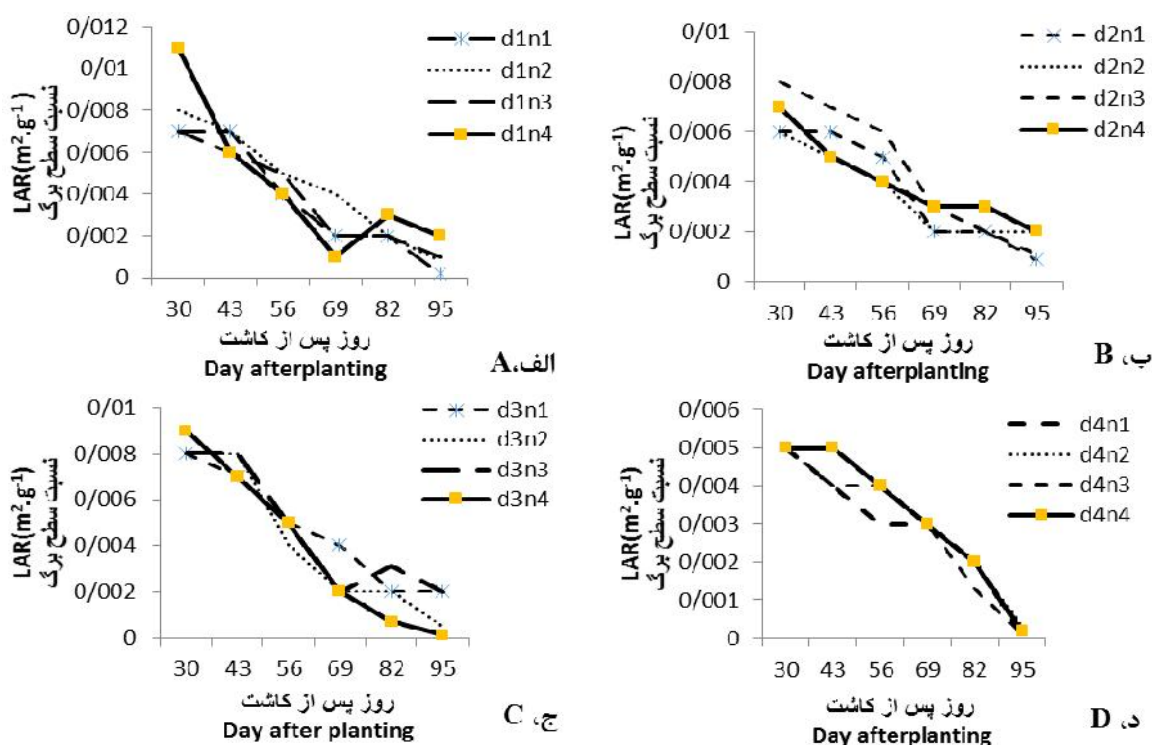 0/012
0/01
0/008
0/006
0/004
0/002
0
LAR(m².g⁻¹)
نسبت سطح برگ
d1n1
d1n2
d1n3
d1n4
30 43 56 69 82 95
روز پس از کاشت
Day afterplanting
الف،A
0/01
0/008
0/006
0/004
0/002
0
LAR(m².g⁻¹)
نسبت سطح برگ
d2n1
d2n2
d2n3
d2n4
30 43 56 69 82 95
روز پس از کاشت
Day afterplanting
ب، B
0/01
0/008
0/006
0/004
0/002
0
LAR(m².g⁻¹)
نسبت سطح برگ
d3n1
d3n2
d3n3
d3n4
30 43 56 69 82 95
روز پس از کاشت
Day after planting
ج، C
0/006
0/005
0/004
0/003
0/002
0/001
0
LAR(m².g⁻¹)
نسبت سطح برگ
d4n1
d4n2
d4n3
d4n4
30 43 56 69 82 95
روز پس از کاشت
Day afterplanting
د، D